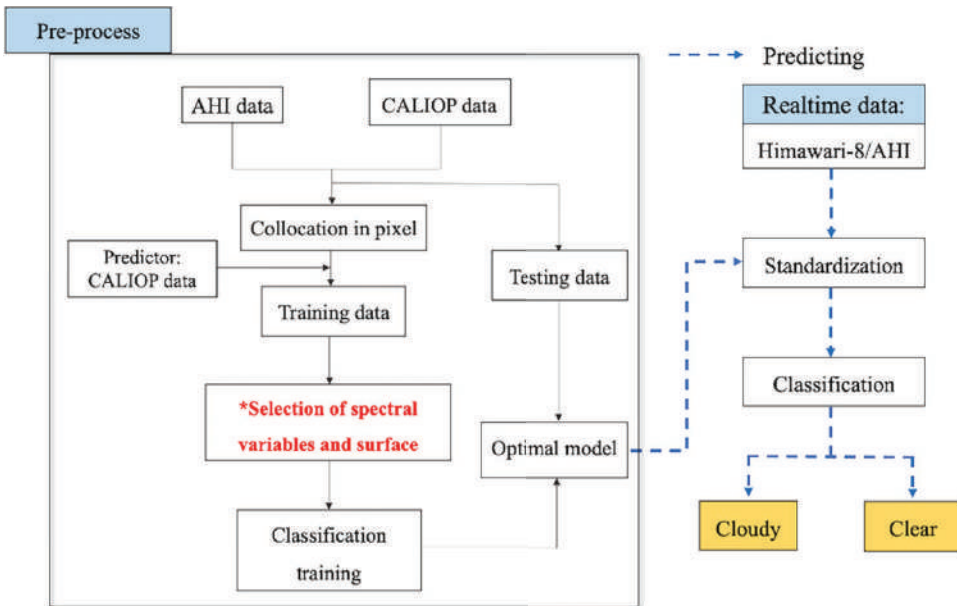 Pre-process
AHI data
CALIOP data
Collocation in pixel
Predictor:
CALIOP data
Training data
Testing data
*Selection of spectral
variables and surface
Optimal model
Classification
training
Predicting
Realtime data:
Himawari-8/AHI
Standardization
Classification
Cloudy
Clear